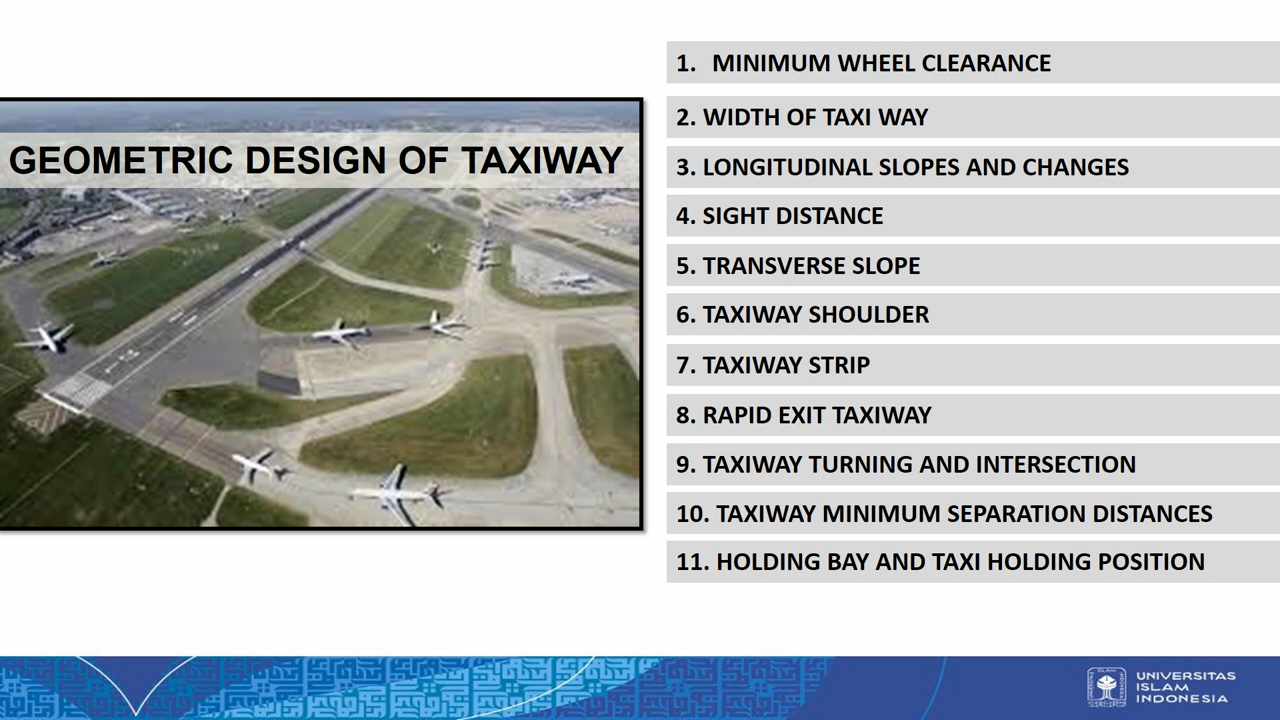 GEOMETRIC DESIGN OF TAXIWAY
1. MINIMUM WHEEL CLEARANCE
2. WIDTH OF TAXI WAY
3. LONGITUDINAL SLOPES AND CHANGES
4. SIGHT DISTANCE
5. TRANSVERSE SLOPE
6. TAXIWAY SHOULDER
7. TAXIWAY STRIP
8. RAPID EXIT TAXIWAY
9. TAXIWAY TURNING AND INTERSECTION
10. TAXIWAY MINIMUM SEPARATION DISTANCES
11. HOLDING BAY AND TAXI HOLDING POSITION
UNIVERSITAS
ISLAM
INDONESIA